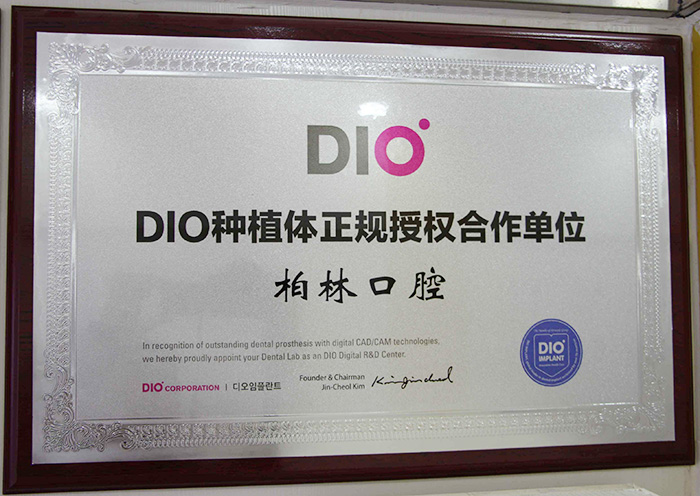 DIO
DIO种植体正规授权合作单位
柏林口腔
In recognition of outstanding dental prosthesis with digital CAD/CAM technologies,
we hereby proudly appoint your Dental Lab as an DIO Digital R&D Center.
DIO CORPORATION | 디오임플란트
Founder & Chairman
Jin-Cheol Kim
DIO
IMPLANT